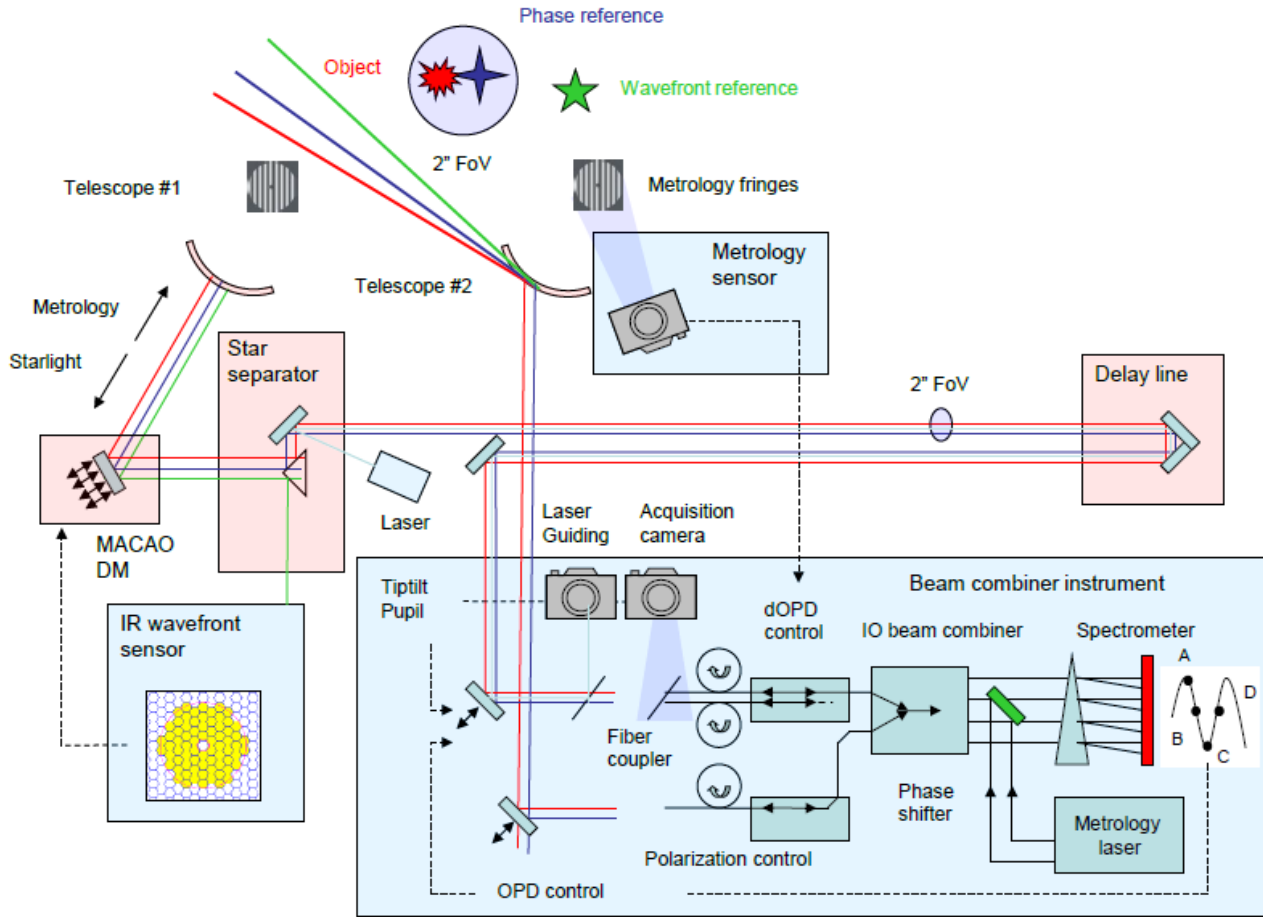 Phase reference
Object
Wavefront reference
2" FoV
Telescope #1
Metrology fringes
Metrology
sensor
Telescope #2
Metrology
Starlight
Star
separator
2" FoV
Delay line
Laser
MACAO
DM
Laser
Guiding
Acquisition
camera
Tiptilt
Pupil
Beam combiner instrument
IR wavefront
sensor
dOPD
control
IO beam combiner
Spectrometer
A
D
B
C
Fiber
coupler
Phase
shifter
Metrology
laser
Polarization control
OPD control